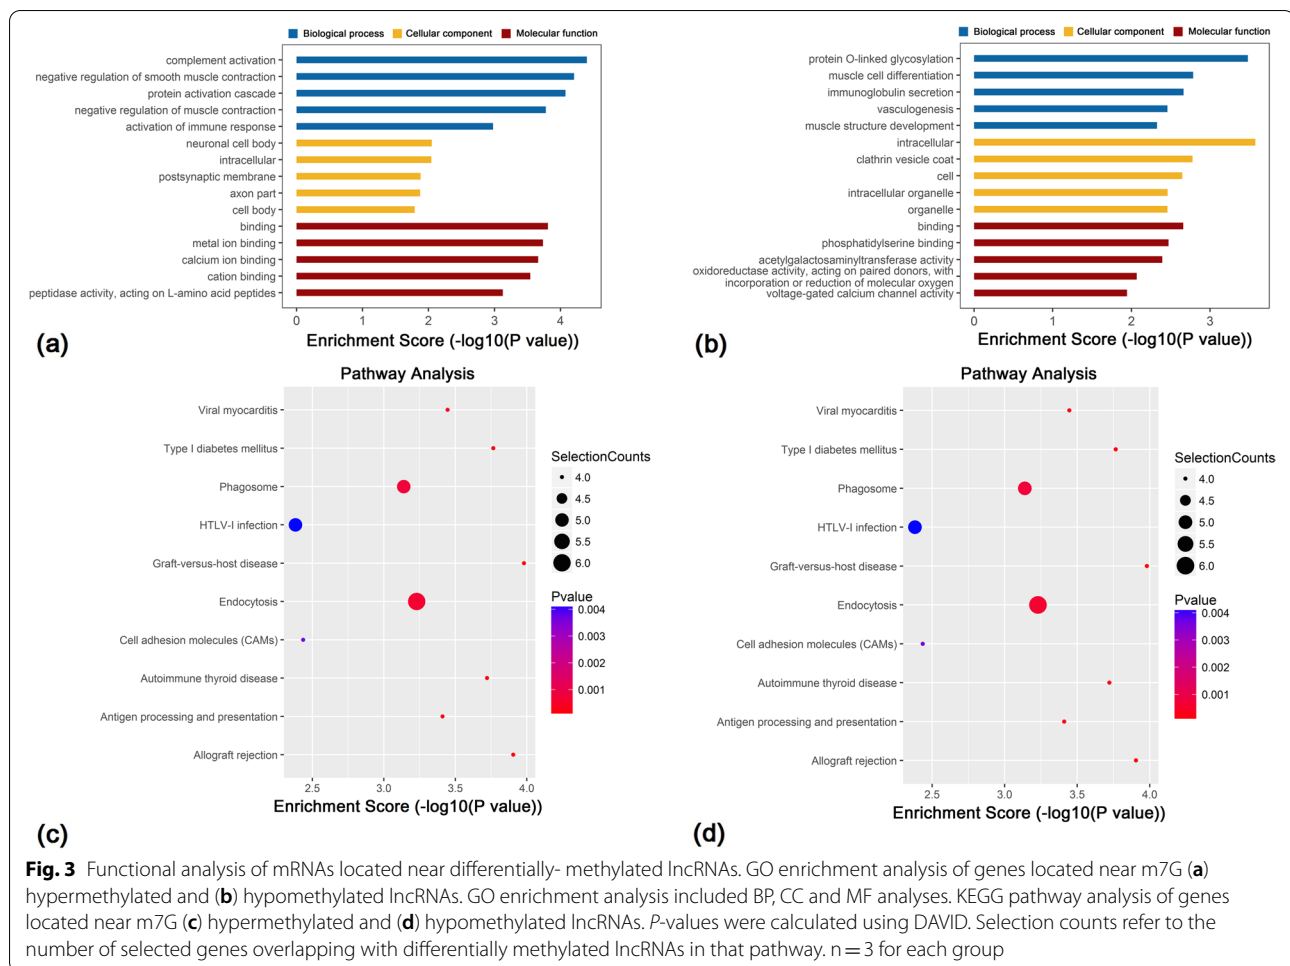 Biological process Cellular component Molecular function
complement activation
negative regulation of smooth muscle contraction
protein activation cascade
negative regulation of muscle contraction
activation of immune response
neuronal cell body
intracellular
postsynaptic membrane
axon part
cell body
binding
metal ion binding
calcium ion binding
cation binding
peptidase activity, acting on L-amino acid peptides
0 1 2 3 4
Enrichment Score (-log10(P value))
(a)
Biological process Cellular component Molecular function
protein O-linked glycosylation
muscle cell differentiation
immunoglobulin secretion
vasculogenesis
muscle structure development
intracellular
clathrin vesicle coat
cell
intracellular organelle
organelle
binding
phosphatidylserine binding
acetylgalactosaminyltransferase activity
oxidoreductase activity, acting on paired donors, with
incorporation or reduction of molecular oxygen
voltage-gated calcium channel activity
0 1 2 3
Enrichment Score (-log10(P value))
(b)
Pathway Analysis
Viral myocarditis
Type I diabetes mellitus
Phagosome
HTLV-I infection
Graft-versus-host disease
Endocytosis
Cell adhesion molecules (CAMs)
Autoimmune thyroid disease
Antigen processing and presentation
Allograft rejection
2.5 3.0 3.5 4.0
Enrichment Score (-log10(P value))
SelectionCounts
4.0
4.5
5.0
5.5
6.0
Pvalue
0.004
0.003
0.002
0.001
(c)
Pathway Analysis
Viral myocarditis
Type I diabetes mellitus
Phagosome
HTLV-I infection
Graft-versus-host disease
Endocytosis
Cell adhesion molecules (CAMs)
Autoimmune thyroid disease
Antigen processing and presentation
Allograft rejection
2.5 3.0 3.5 4.0
Enrichment Score (-log10(P value))
SelectionCounts
4.0
4.5
5.0
5.5
6.0
Pvalue
0.004
0.003
0.002
0.001
(d)
Fig. 3 Functional analysis of mRNAs located near differentially- methylated lncRNAs. GO enrichment analysis of genes located near m7G (a)
hypermethylated and (b) hypomethylated lncRNAs. GO enrichment analysis included BP, CC and MF analyses. KEGG pathway analysis of genes
located near m7G (c) hypermethylated and (d) hypomethylated lncRNAs. P-values were calculated using DAVID. Selection counts refer to the
number of selected genes overlapping with differentially methylated lncRNAs in that pathway. n = 3 for each group